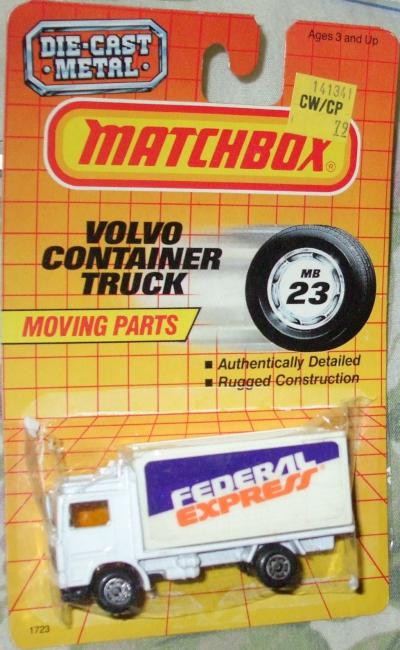 DIE-CAST
METAL
Ages 3 and Up
141341
CW/CP
79
MATCHBOX®
VOLVO
CONTAINER
TRUCK
MB
23
MOVING PARTS
■ Authentically Detailed
■ Rugged Construction
FEDERAL
EXPRESS®
1723